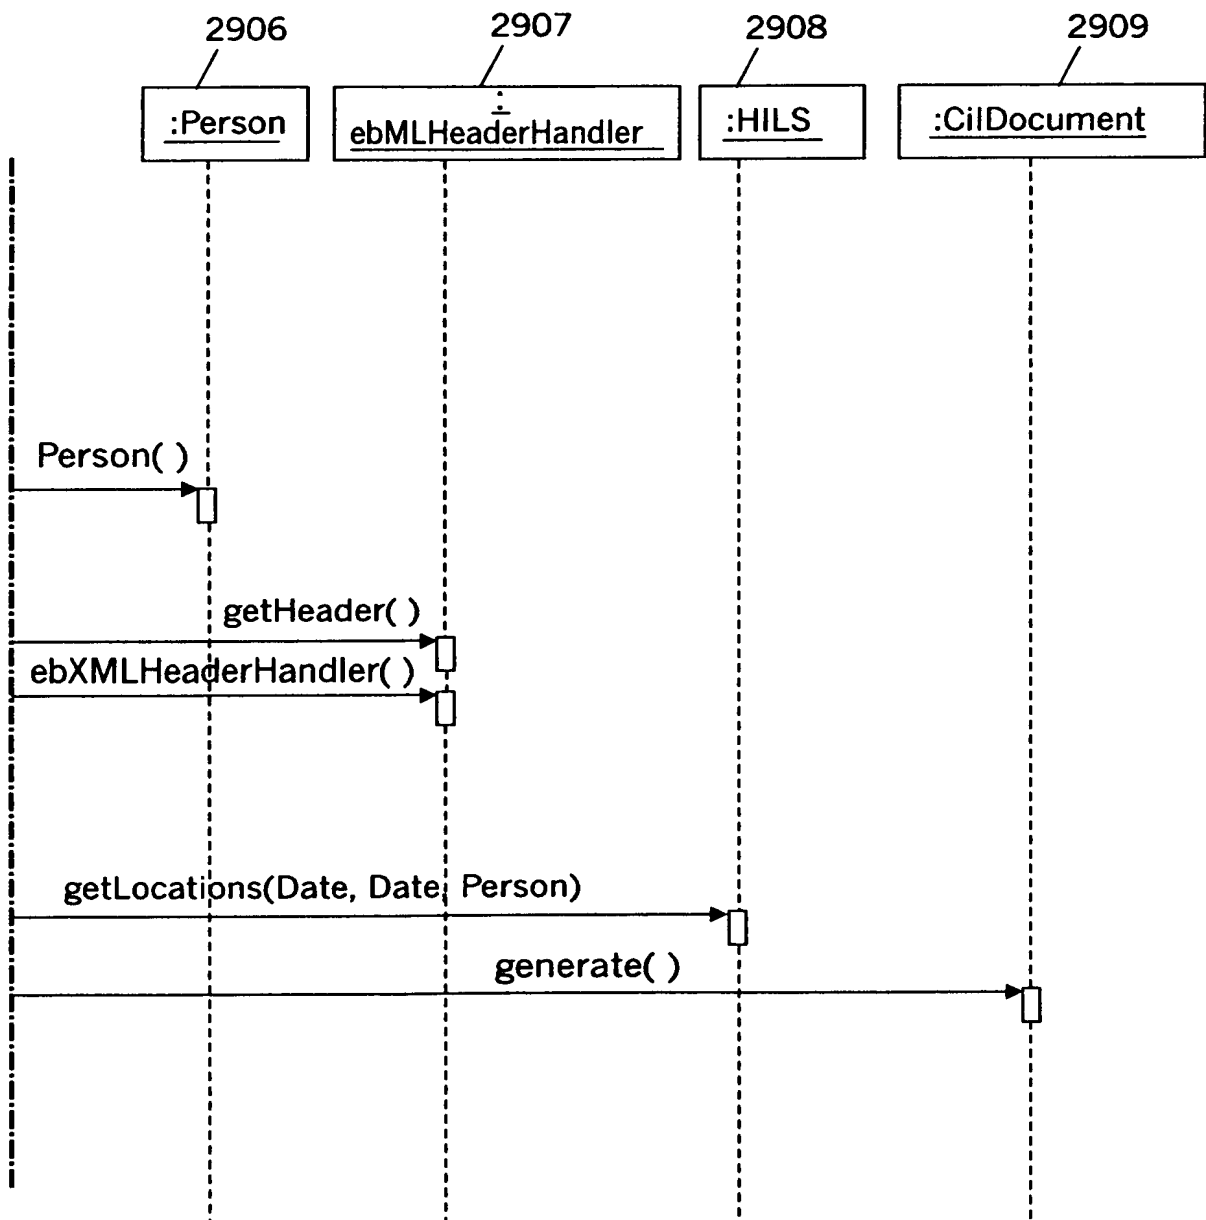 2906
2907
2908
2909
:Person
:
ebMLHeaderHandler
:HILS
:CilDocument
Person( )
getHeader( )
ebXMLHeaderHandler( )
getLocations(Date, Date, Person)
generate( )